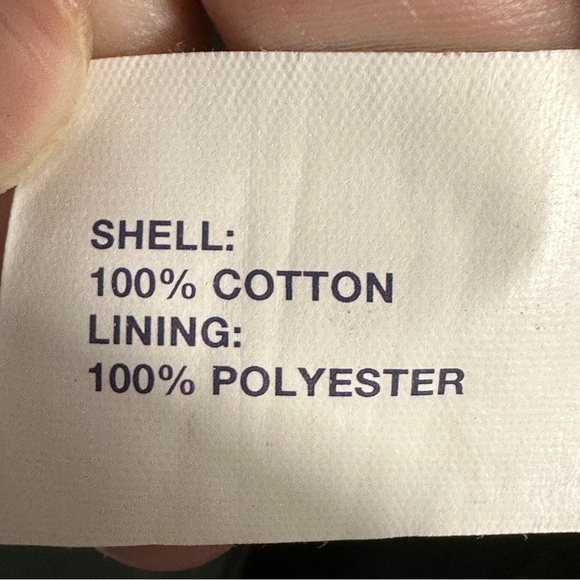 SHELL:
100% COTTON
LINING:
100% POLYESTER